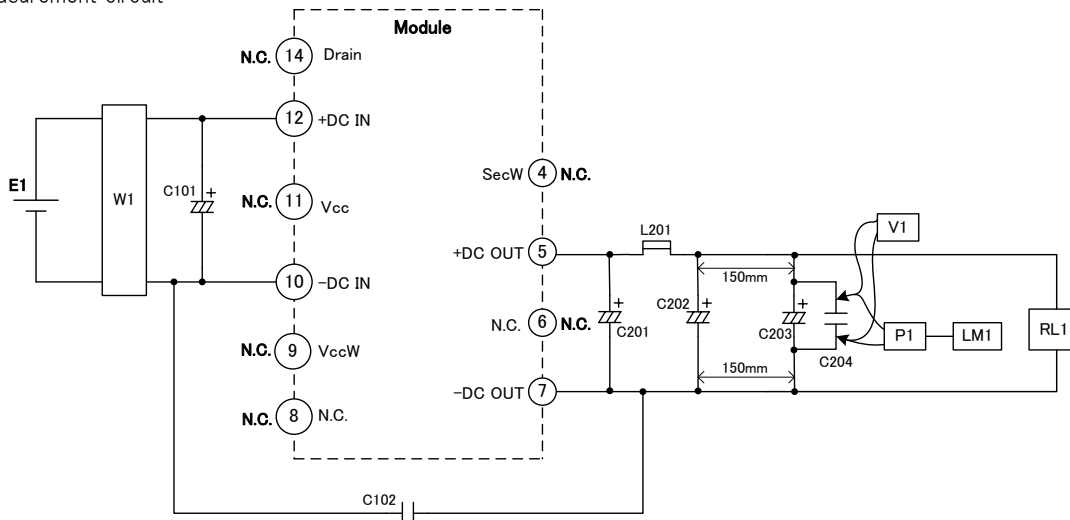 Module
N.C. 14 Drain
12 +DC IN
E1
W1
C101 +
N.C. 11 Vcc
10 -DC IN
N.C. 9 VccW
N.C. 8 N.C.
SecW 4 N.C.
+DC OUT 5
L201
V1
150mm
C201 +
C202 +
C203 +
C204
P1
LM1
RL1
N.C. 6 N.C.
150mm
-DC OUT 7
C102